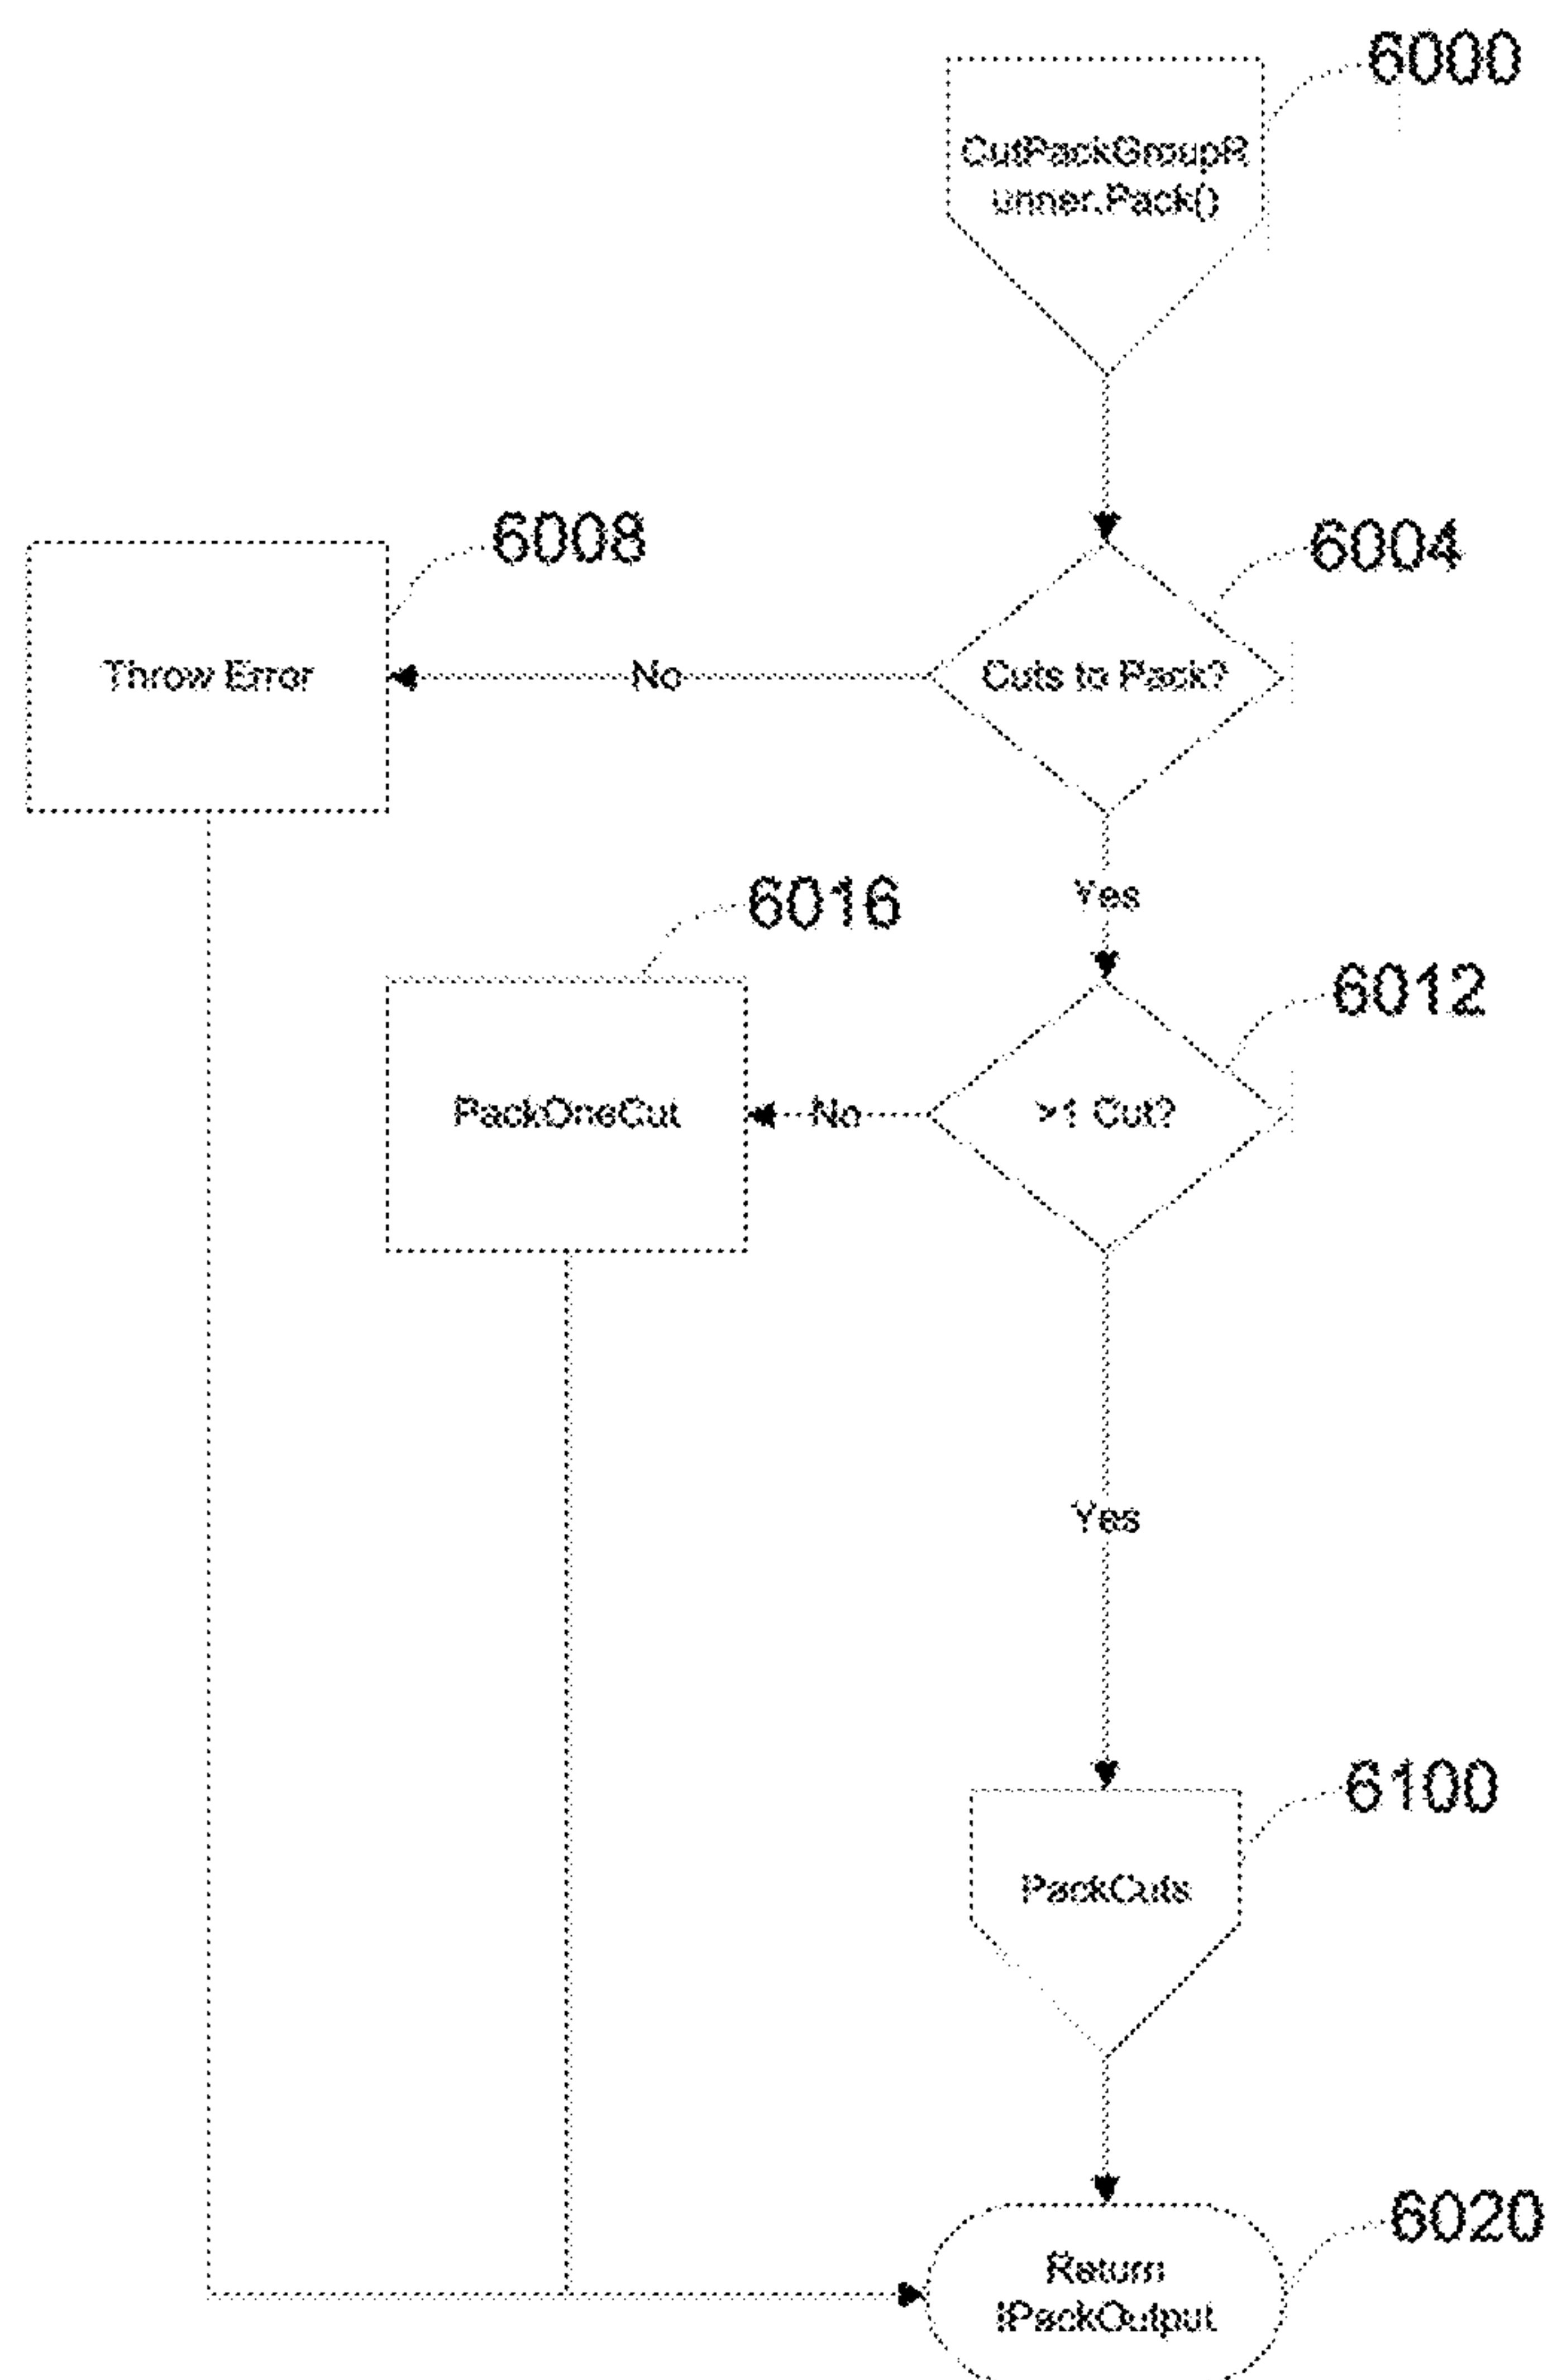 6000
CutPackGroupR
unner.Pack()
6008
6004
Throw Error
No
Cuts to Pack?
Yes
6016
6012
PackOneCut
No
>1 Cut?
Yes
6100
PackCuts
6020
Return
IPackOutput